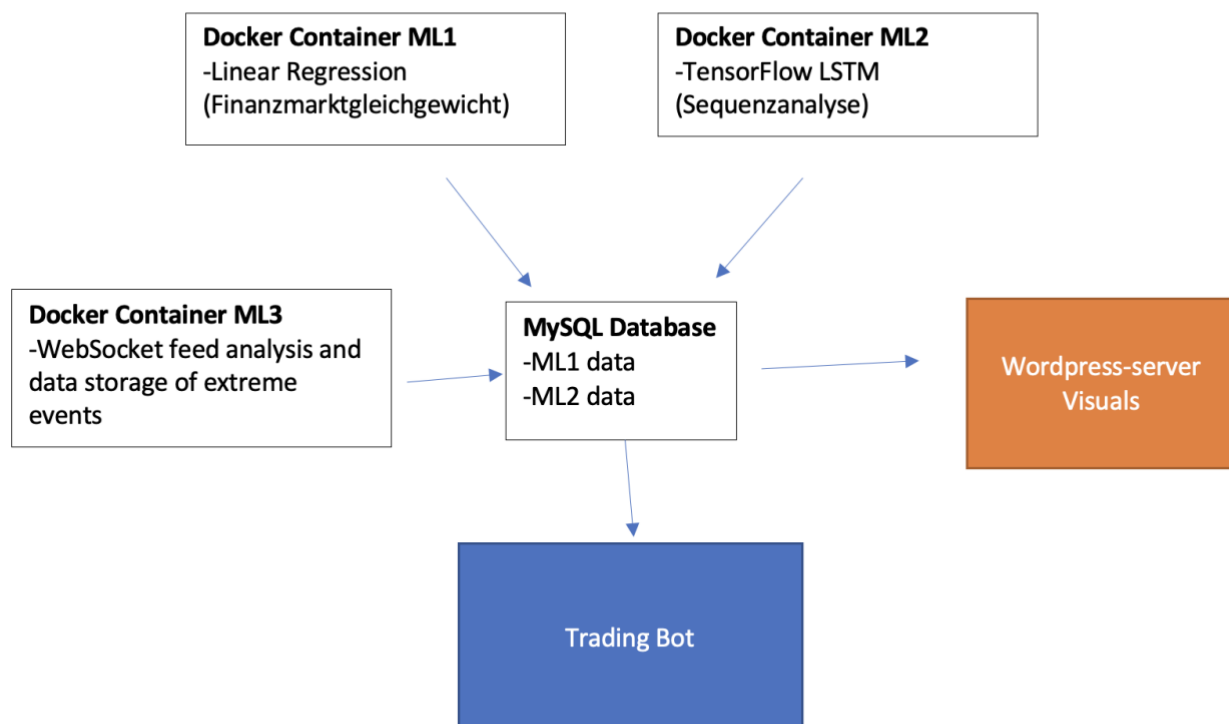 Docker Container ML1
-Linear Regression
(Finanzmarktgleichgewicht)
Docker Container ML2
-TensorFlow LSTM
(Sequenzanalyse)
Docker Container ML3
-WebSocket feed analysis and
data storage of extreme
events
MySQL Database
-ML1 data
-ML2 data
Wordpress-server
Visuals
Trading Bot